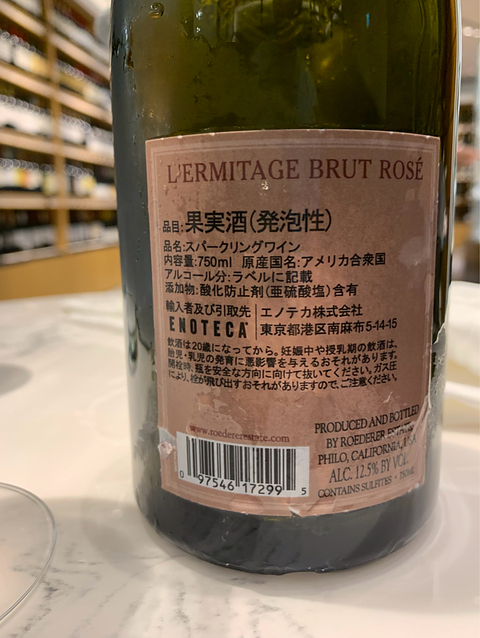 L'ERMITAGE BRUT ROSÉ
品目:果実酒(発泡性)
品名:スパークリングワイン
内容量:750ml 原産国名:アメリカ合衆国
アルコール分:ラベルに記載
添加物:酸化防止剤(亜硫酸塩)含有
輸入者及び引取先 エノテカ株式会社
ENOTECA 東京都港区南麻布5-14-15
飲酒は20歳になってから。妊娠中や授乳期の飲酒は、
胎児・乳児の発育に悪影響を与えるおそれがあります。
開栓時、瓶を安全な方向に向けて抜いてください。ガス圧
により、栓が飛び出すおそれがありますので、ご注意ください。
www.roedererestate.com
0 97546 17299 5
PRODUCED AND BOTTLED
BY ROEDERER ESTATE
PHILO, CALIFORNIA, USA
ALC. 12.5% BY VOL.
CONTAINS SULFITES • 750ML